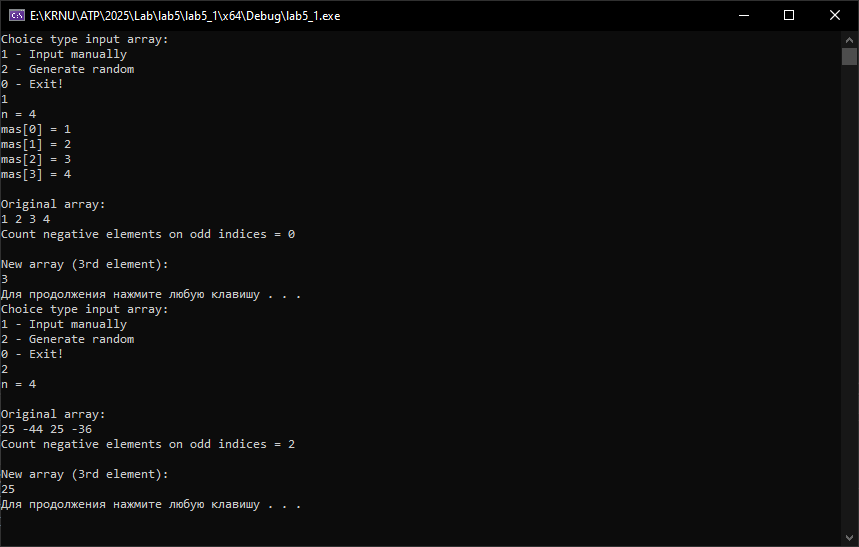 E:\KRNU\ATP\2025\Lab\lab5\lab5_1\x64\Debug\lab5_1.exe
Choice type input array:
1 - Input manually
2 - Generate random
0 - Exit!
1
n = 4
mas[0] = 1
mas[1] = 2
mas[2] = 3
mas[3] = 4
Original array:
1 2 3 4
Count negative elements on odd indices = 0
New array (3rd element):
3
Для продолжения нажмите любую клавишу . . .
Choice type input array:
1 - Input manually
2 - Generate random
0 - Exit!
2
n = 4
Original array:
25 -44 25 -36
Count negative elements on odd indices = 2
New array (3rd element):
25
Для продолжения нажмите любую клавишу . . .